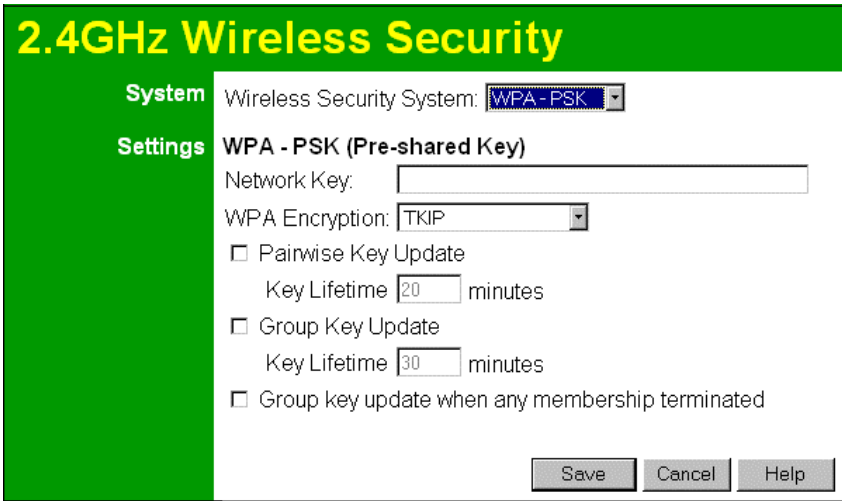 2.4GHz Wireless Security
System
Wireless Security System: WPA - PSK
Settings
WPA - PSK (Pre-shared Key)
Network Key:
WPA Encryption: TKIP
Pairwise Key Update
Key Lifetime 20 minutes
Group Key Update
Key Lifetime 30 minutes
Group key update when any membership terminated
Save Cancel Help